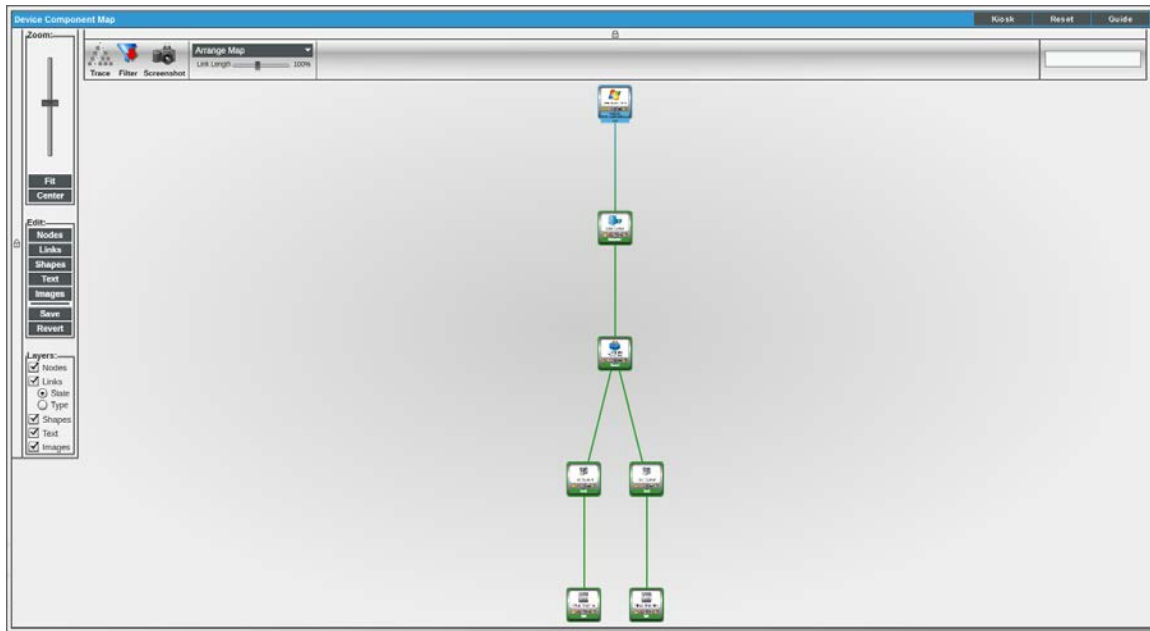 Device Component Map
Kiosk Reset Guide
Zoom:
Trace Filter Screenshot
Arrange Map
Link Length 100%
Fit
Center
Edit:
Nodes
Links
Shapes
Text
Images
Save
Revert
Layers:
Nodes
Links
State
Type
Shapes
Text
Images